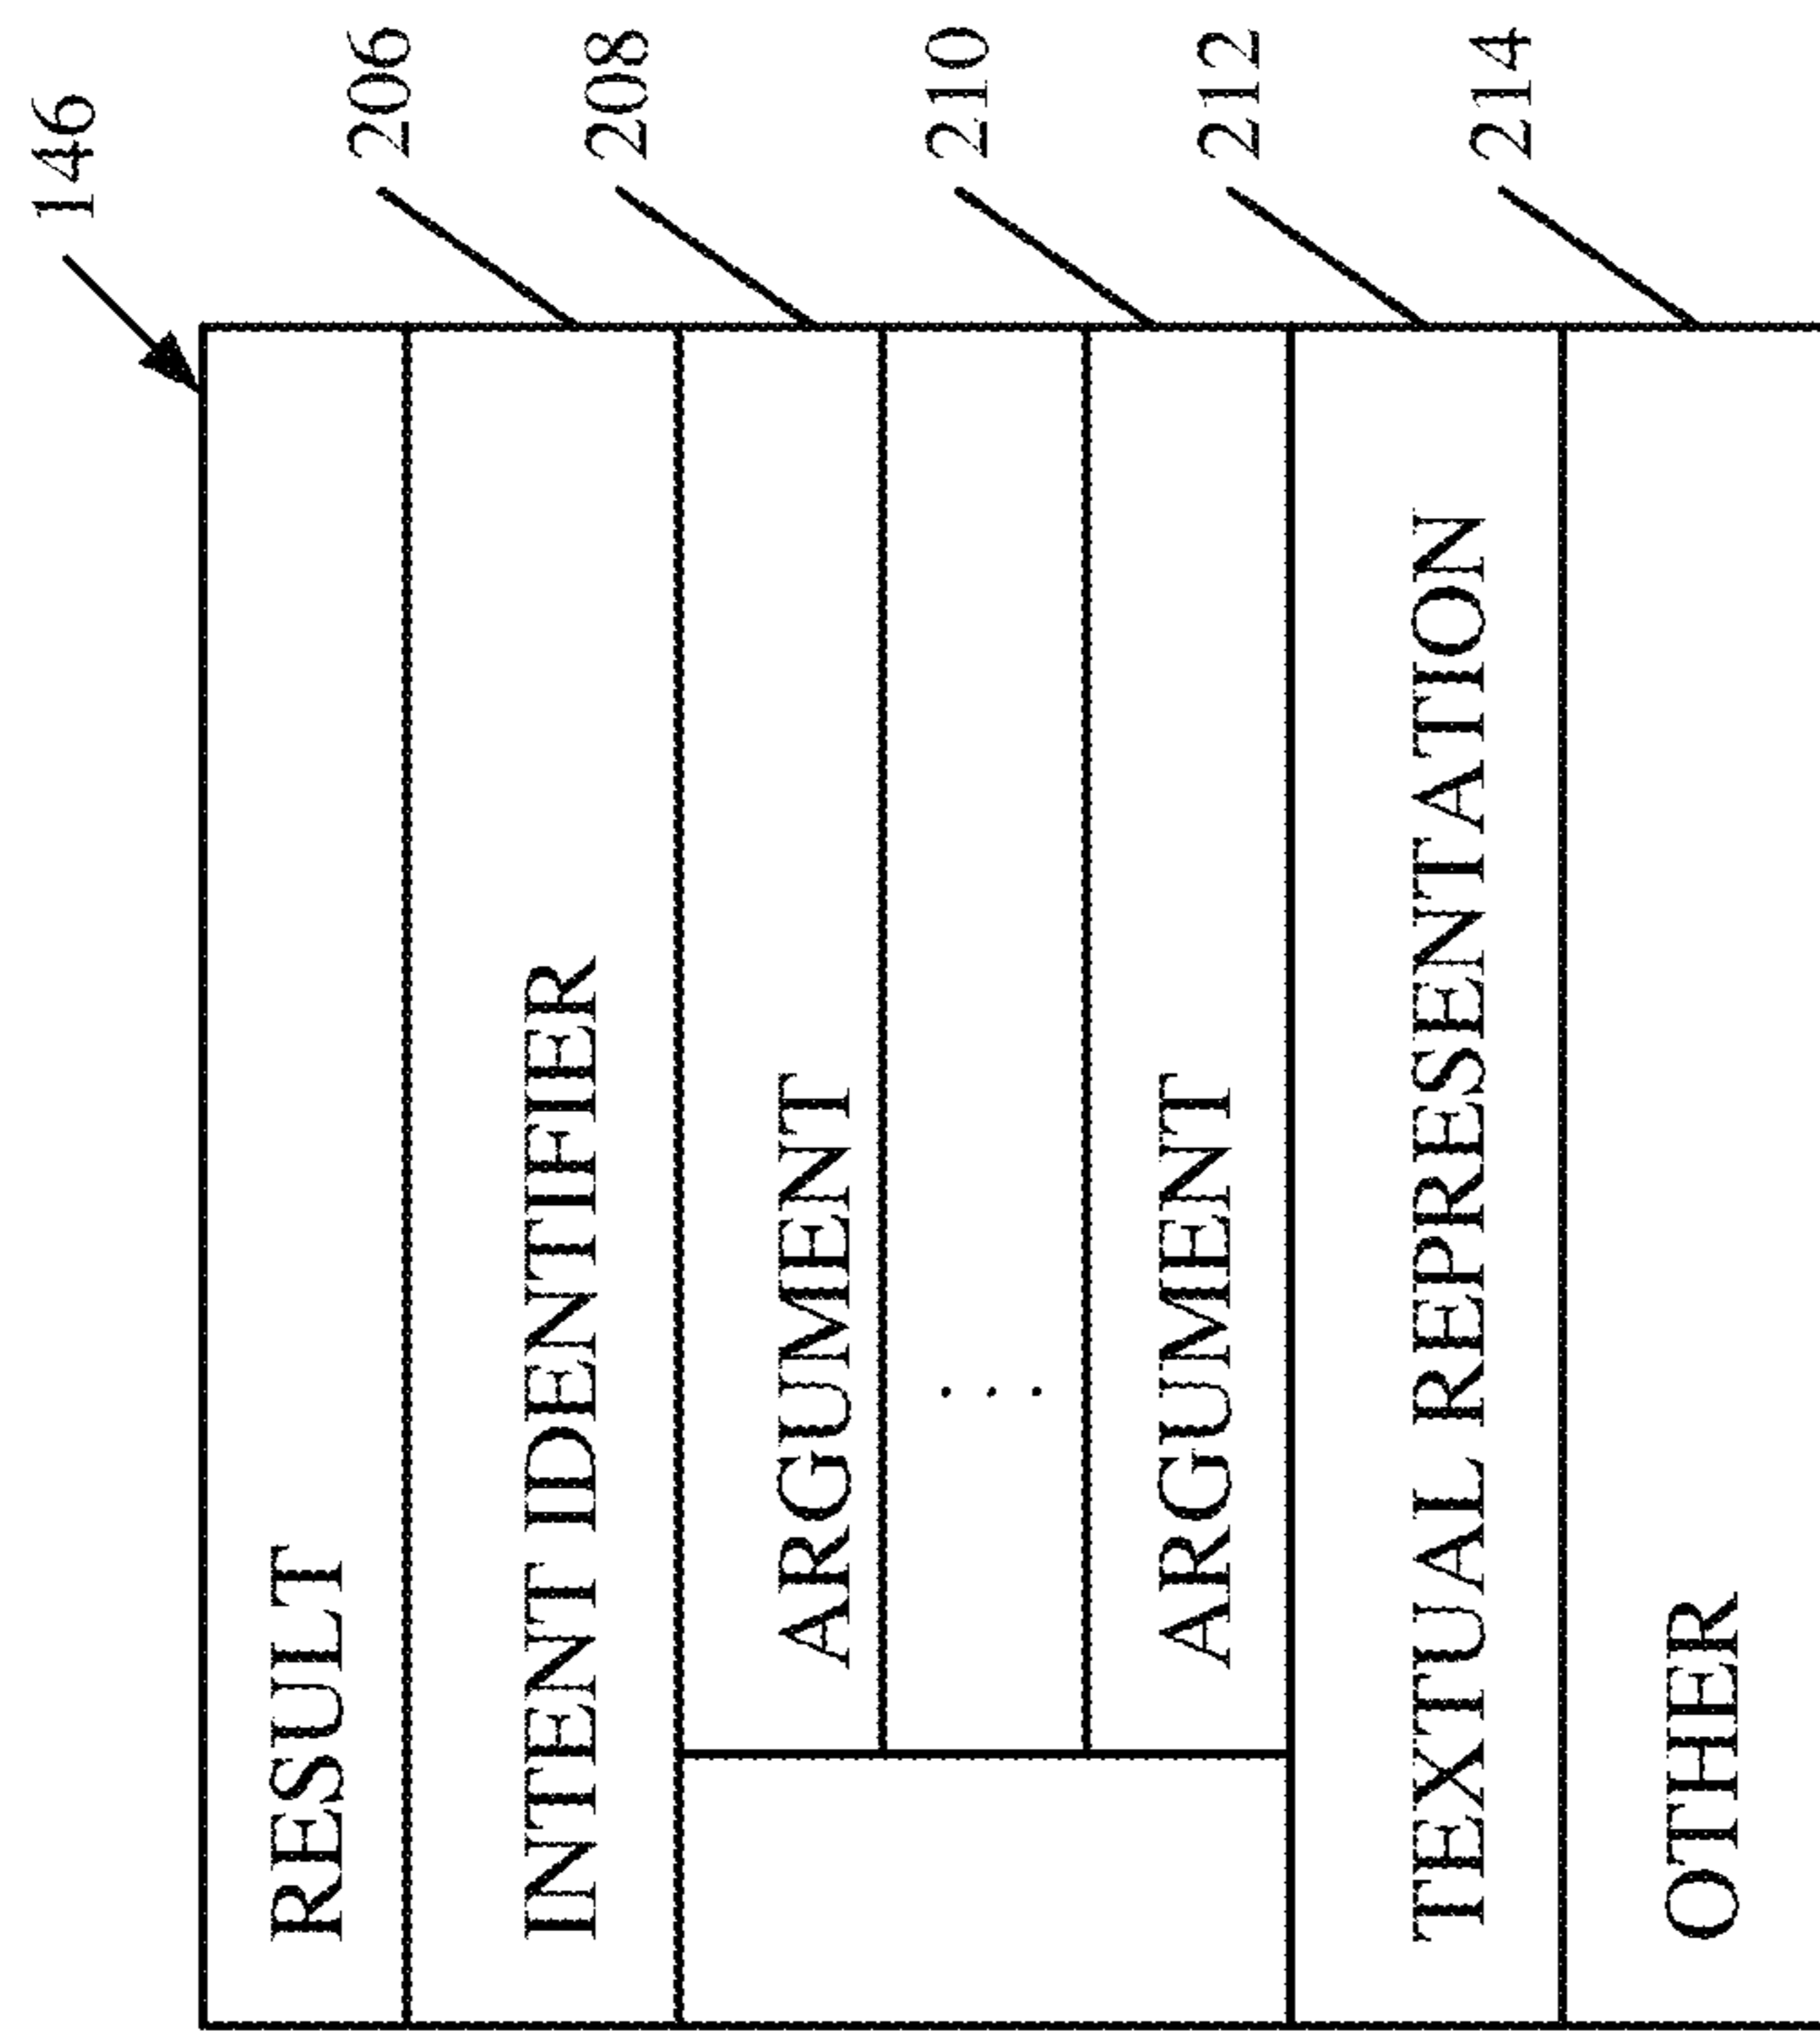 146
RESULT
INTENT IDENTIFIER 206
ARGUMENT 208
...
ARGUMENT 210
TEXTUAL REPRESENTATION 212
OTHER 214